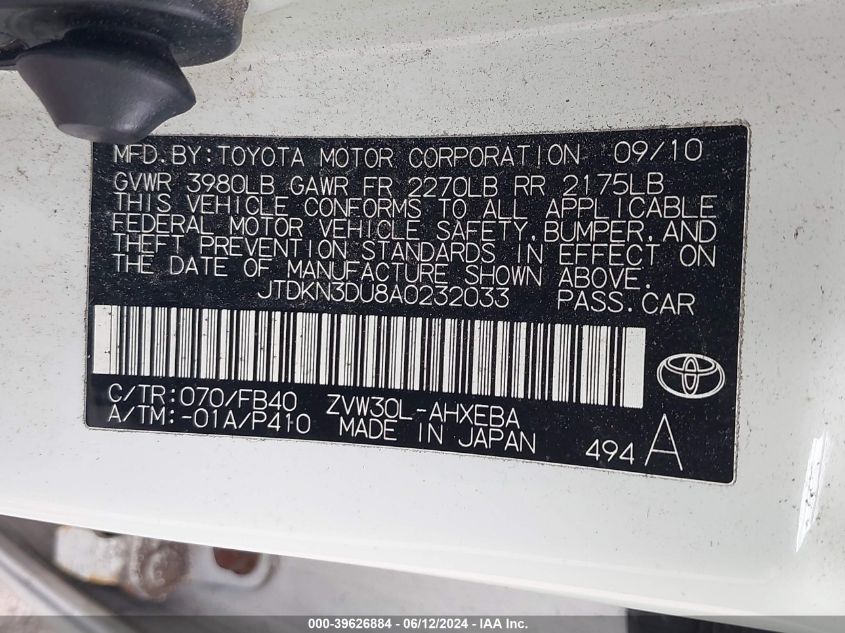 MFD.BY:TOYOTA MOTOR CORPORATION 09/10
GVWR 3980LB GAWR FR 2270LB RR 2175LB
THIS VEHICLE CONFORMS TO ALL APPLICABLE
FEDERAL MOTOR VEHICLE SAFETY,BUMPER,AND
THEFT PREVENTION STANDARDS IN EFFECT ON
THE DATE OF MANUFACTURE SHOWN ABOVE.
JTDKN3DU8A0232033 PASS.CAR
C/TR:070/FB40 ZVW30L-AHXEBA
A/TM:-01A/P410 MADE IN JAPAN 494 A
000-39626884 - 06/12/2024 - IAA Inc.